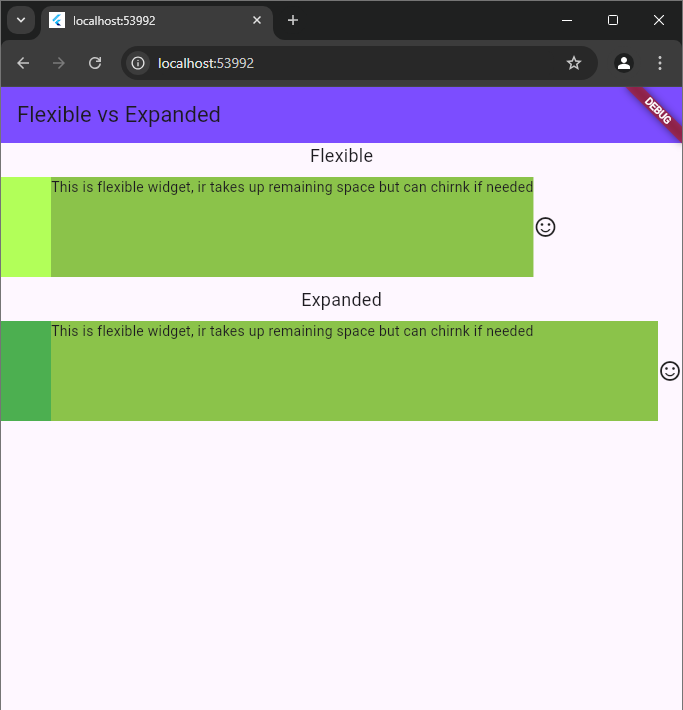 localhost:53992
localhost:53992
Flexible vs Expanded
DEBUG
Flexible
This is flexible widget, ir takes up remaining space but can chirnk if needed
Expanded
This is flexible widget, ir takes up remaining space but can chirnk if needed